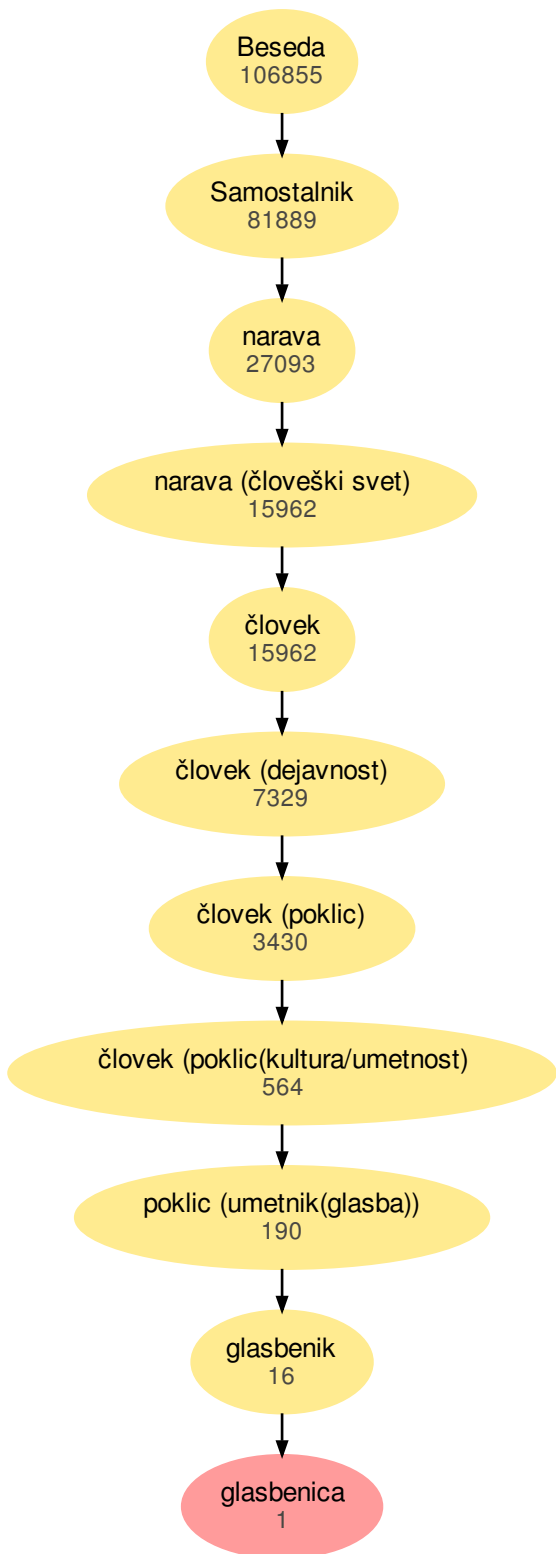 Beseda
106855
Samostalnik
81889
narava
27093
narava (človeški svet)
15962
človek
15962
človek (dejavnost)
7329
človek (poklic)
3430
človek (poklic(kultura/umetnost)
564
poklic (umetnik(glasba))
190
glasbenik
16
glasbenica
1